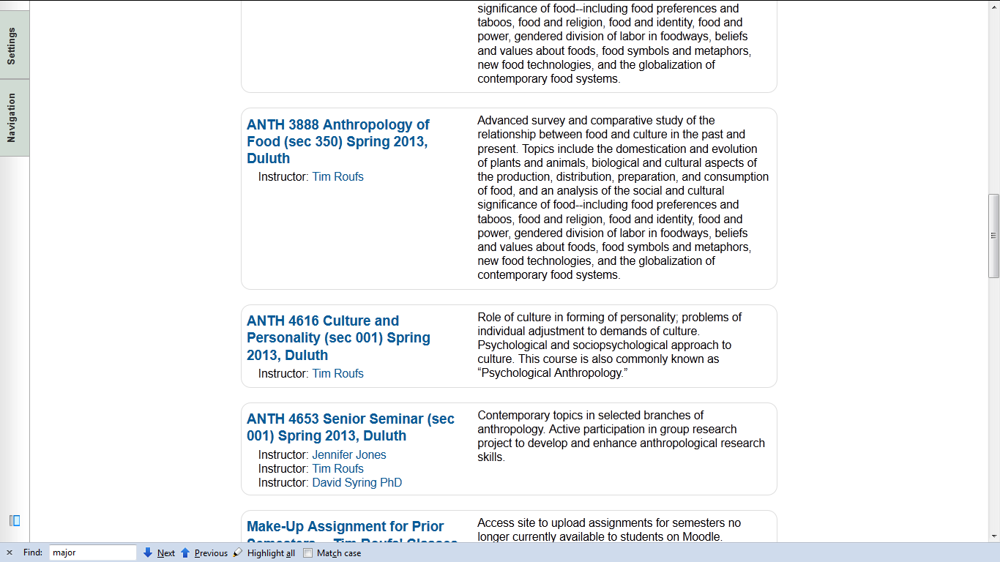 Settings
Navigation
significance of food--including food preferences and
taboos, food and religion, food and identity, food and
power, gendered division of labor in foodways, beliefs
and values about foods, food symbols and metaphors,
new food technologies, and the globalization of
contemporary food systems.
ANTH 3888 Anthropology of
Food (sec 350) Spring 2013,
Duluth
Instructor: Tim Roufs
Advanced survey and comparative study of the
relationship between food and culture in the past and
present. Topics include the domestication and evolution
of plants and animals, biological and cultural aspects of
the production, distribution, preparation, and consumption
of food, and an analysis of the social and cultural
significance of food--including food preferences and
taboos, food and religion, food and identity, food and
power, gendered division of labor in foodways, beliefs
and values about foods, food symbols and metaphors,
new food technologies, and the globalization of
contemporary food systems.
ANTH 4616 Culture and
Personality (sec 001) Spring
2013, Duluth
Instructor: Tim Roufs
Role of culture in forming of personality; problems of
individual adjustment to demands of culture.
Psychological and sociopsychological approach to
culture. This course is also commonly known as
“Psychological Anthropology.”
ANTH 4653 Senior Seminar (sec
001) Spring 2013, Duluth
Instructor: Jennifer Jones
Instructor: Tim Roufs
Instructor: David Syring PhD
Contemporary topics in selected branches of
anthropology. Active participation in group research
project to develop and enhance anthropological research
skills.
Make-Up Assignment for Prior
Semesters Tim Roufs' Classes
Access site to upload assignments for semesters no
longer currently available to students on Moodle.
Find: major Next Previous Highlight all Match case